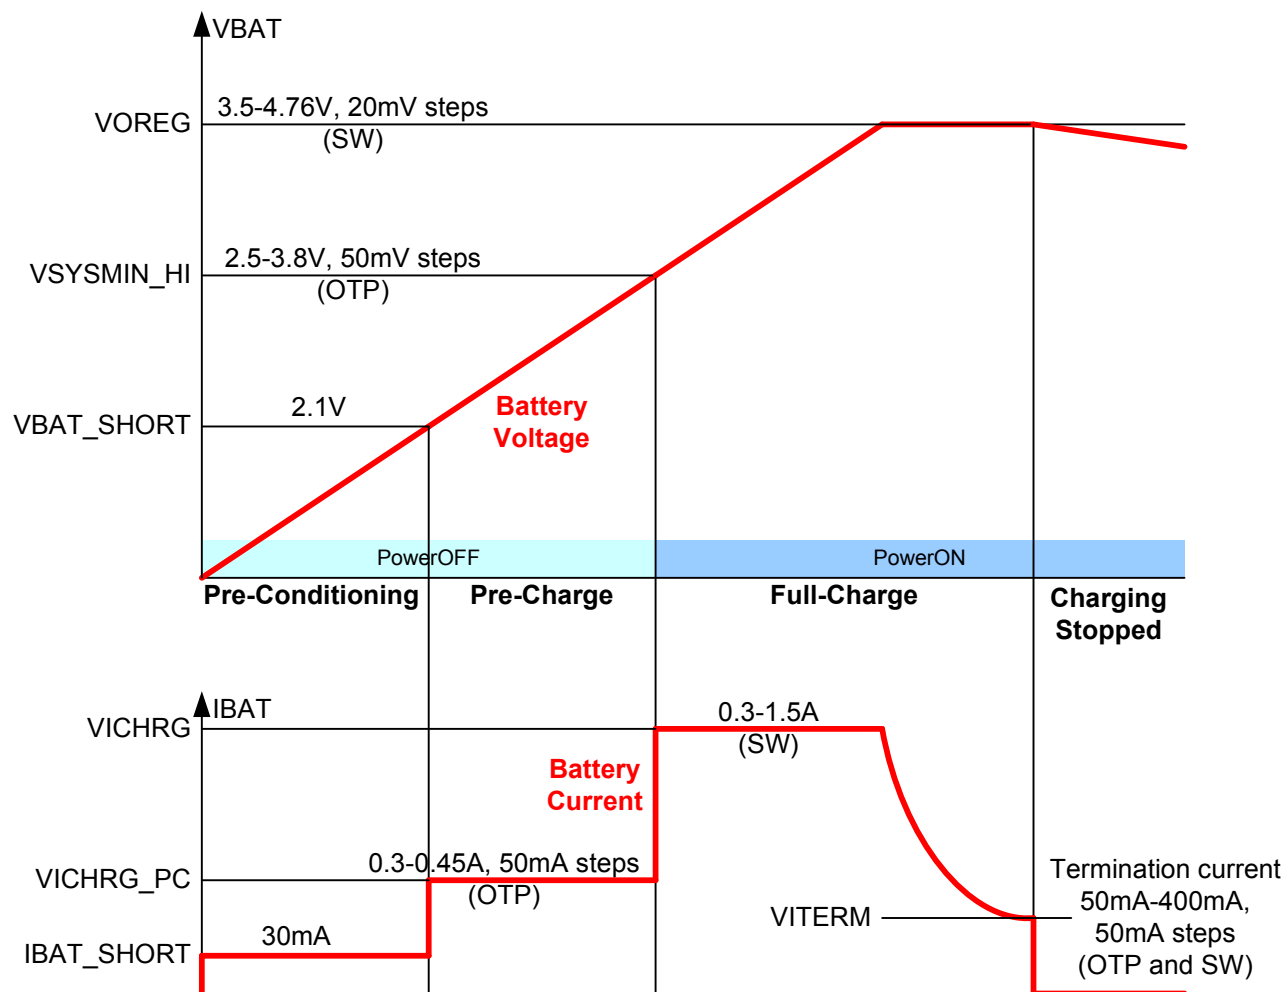 VBAT
3.5-4.76V, 20mV steps
VOREG
(SW)
2.5-3.8V, 50mV steps
VSYSMIN_HI
(OTP)
2.1V
VBAT_SHORT
Battery
Voltage
PowerOFF
PowerON
Pre-Conditioning
Pre-Charge
Full-Charge
Charging
Stopped
IBAT
VICHRG
0.3-1.5A
(SW)
Battery
Current
0.3-0.45A, 50mA steps
VICHRG_PC
(OTP)
Termination current
50mA-400mA,
50mA steps
(OTP and SW)
VITERM
30mA
IBAT_SHORT